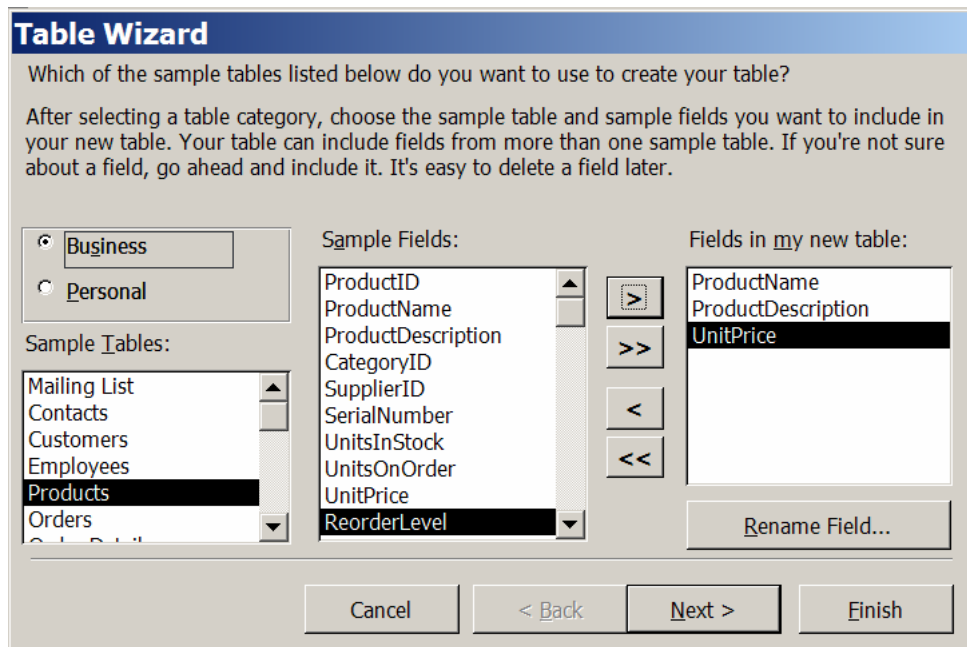 Table Wizard
Which of the sample tables listed below do you want to use to create your table?
After selecting a table category, choose the sample table and sample fields you want to include in
your new table. Your table can include fields from more than one sample table. If you're not sure
about a field, go ahead and include it. It's easy to delete a field later.
Business
Personal
Sample Tables:
Mailing List
Contacts
Customers
Employees
Products
Orders
Sample Fields:
ProductID
ProductName
ProductDescription
CategoryID
SupplierID
SerialNumber
UnitsInStock
UnitsOnOrder
UnitPrice
ReorderLevel
>
>>
<
<<
Fields in my new table:
ProductName
ProductDescription
UnitPrice
Rename Field...
Cancel
< Back
Next >
Finish